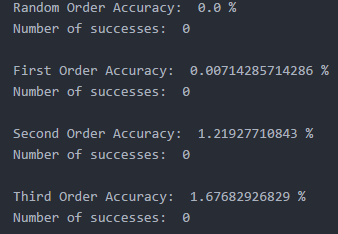 Random Order Accuracy:  0.0 %
Number of successes:  0
First Order Accuracy:  0.00714285714286 %
Number of successes:  0
Second Order Accuracy:  1.21927710843 %
Number of successes:  0
Third Order Accuracy:  1.67682926829 %
Number of successes:  0